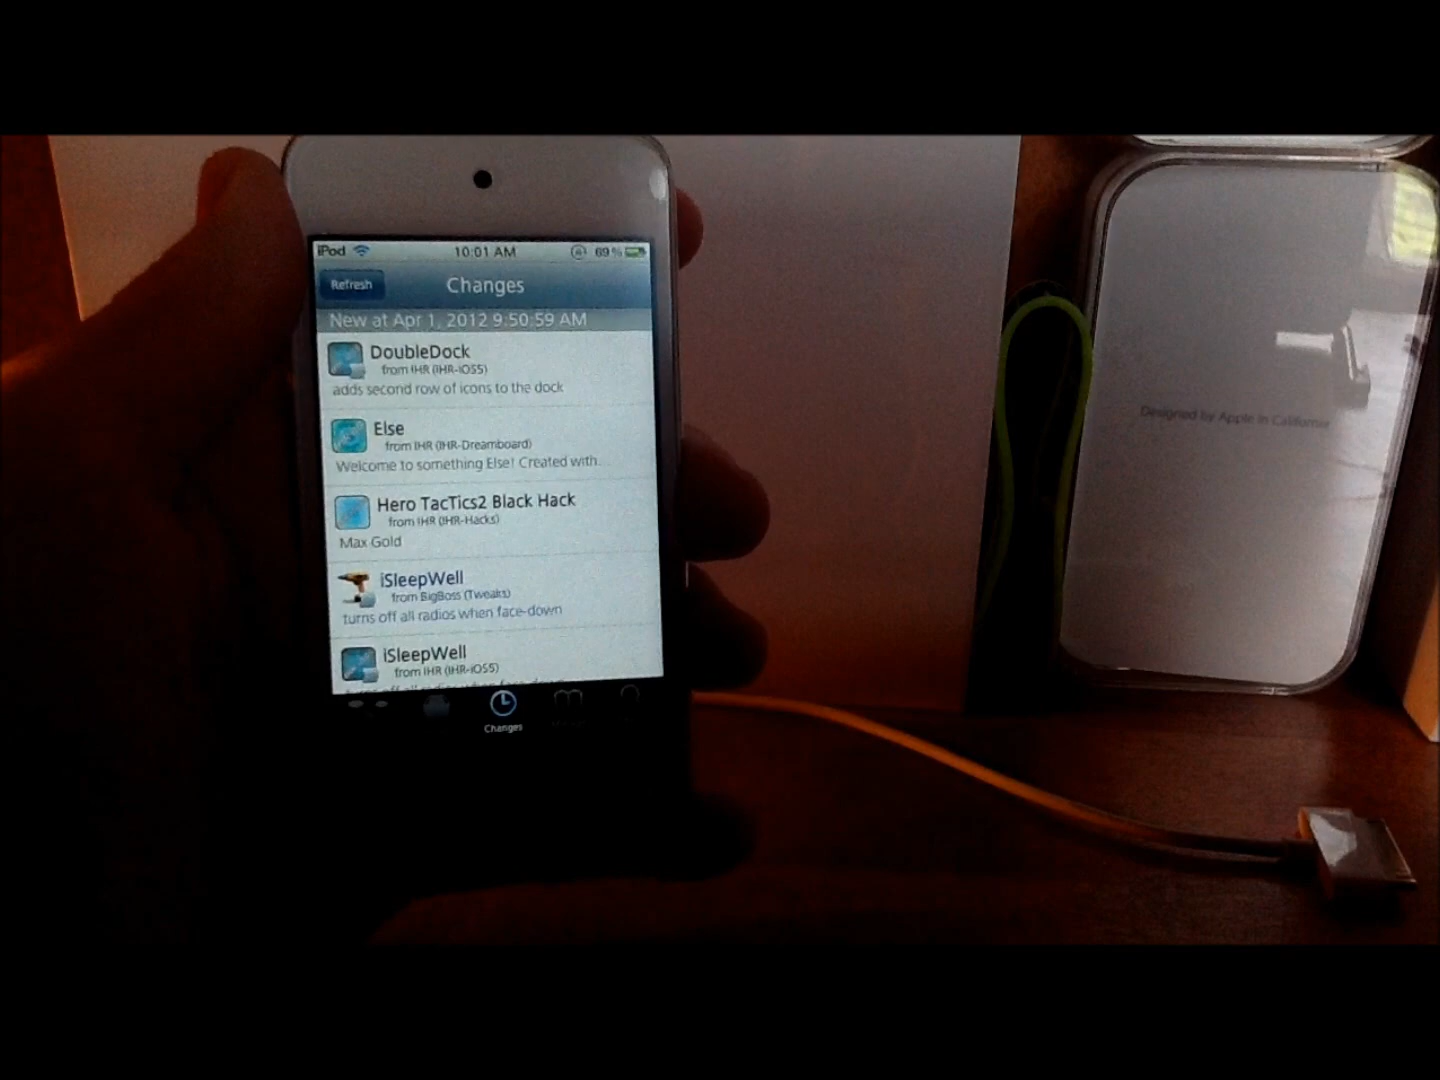 iPod 10:01 AM 69%
Refresh Changes
New at Apr 1, 2012 9:50:59 AM
DoubleDock
from IHR (IHR-iOS5)
adds second row of icons to the dock
Else
from IHR (IHR-Dreamboard)
Welcome to something Else! Created with...
Hero TacTics2 Black Hack
from IHR (IHR-Hacks)
Max Gold
iSleepWell
from BigBoss (Tweaks)
turns off all radios when face-down
iSleepWell
from IHR (IHR-iOS5)
Changes
Designed by Apple in California